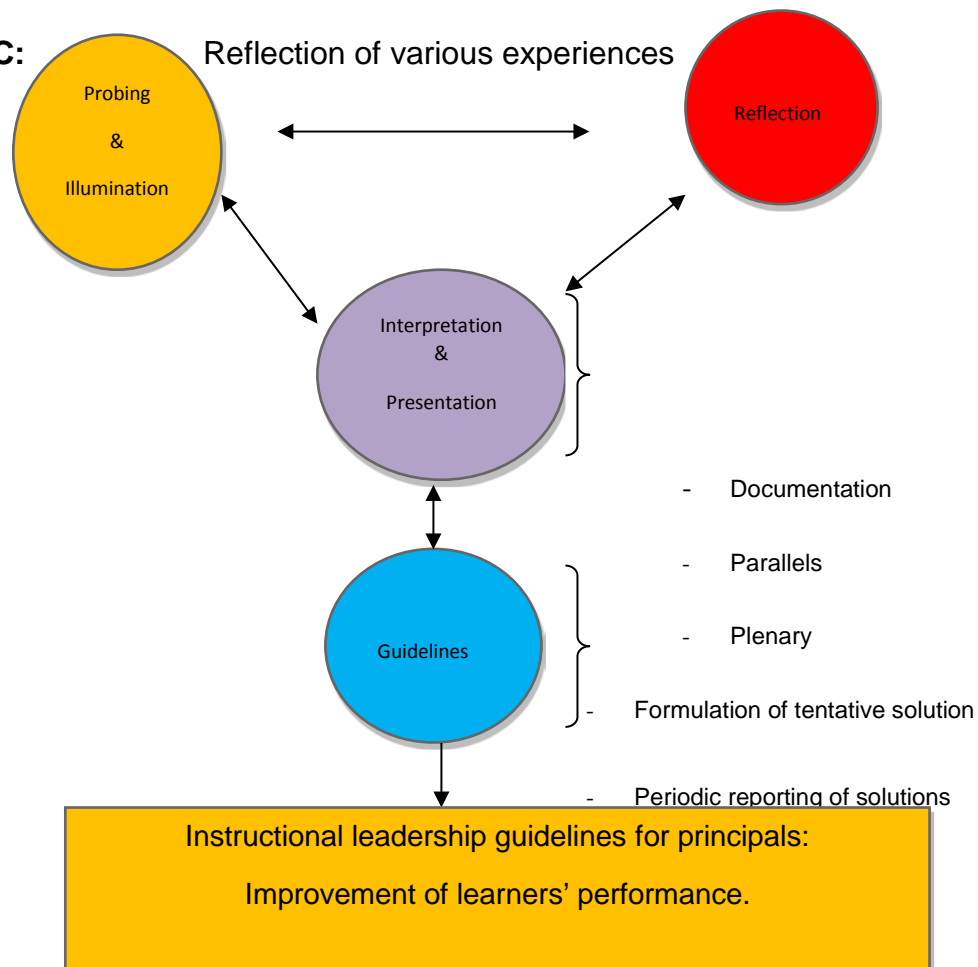 C: Reflection of various experiences
Probing
&
Illumination
Reflection
Interpretation
&
Presentation
- Documentation
- Parallels
- Plenary
Guidelines
- Formulation of tentative solution
- Periodic reporting of solutions
Instructional leadership guidelines for principals:
Improvement of learners’ performance.